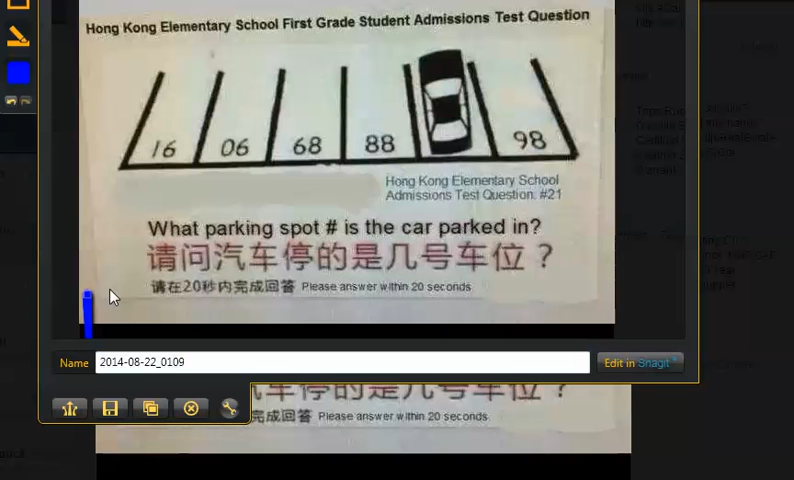 Hong Kong Elementary School First Grade Student Admissions Test Question
16 06 68 88 98
Hong Kong Elementary School
Admissions Test Question. #21
What parking spot # is the car parked in?
请问汽车停的是几号车位？
请在20秒内完成回答 Please answer within 20 seconds
Name 2014-08-22_0109 Edit in Snagit
汽车停的是几号车位？
完成回答 Please answer within 20 seconds